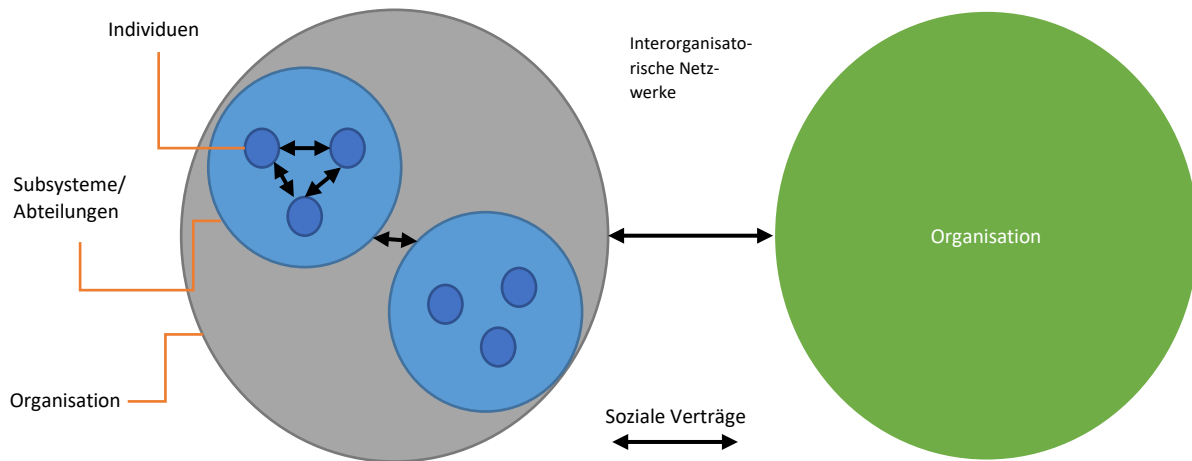 Individuen
Interorganisato-
rische Netz-
werke
Subsysteme/
Abteilungen
Organisation
Organisation
Soziale Verträge